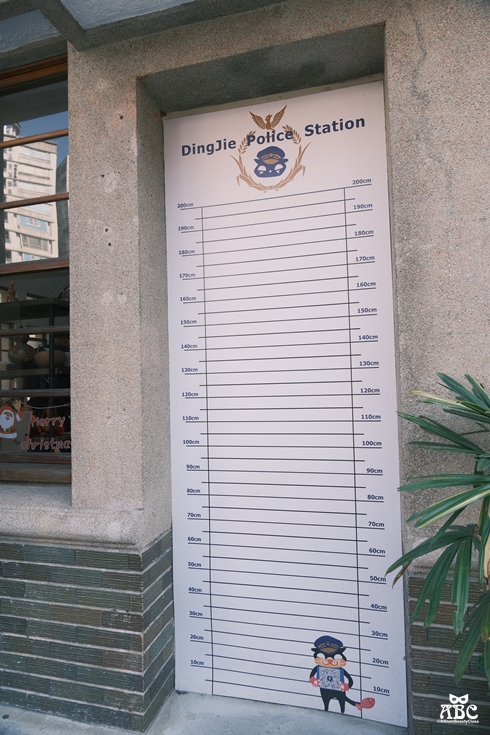 DingJie Police Station
200cm 200cm
190cm 190cm
180cm 180cm
170cm 170cm
160cm 160cm
150cm 150cm
140cm 140cm
130cm 130cm
120cm 120cm
110cm 110cm
100cm 100cm
90cm 90cm
80cm 80cm
70cm 70cm
60cm 60cm
50cm 50cm
40cm 40cm
30cm 30cm
20cm 20cm
10cm 10cm
Merry
Christmas
ABC
©ArtisanBeautyClass